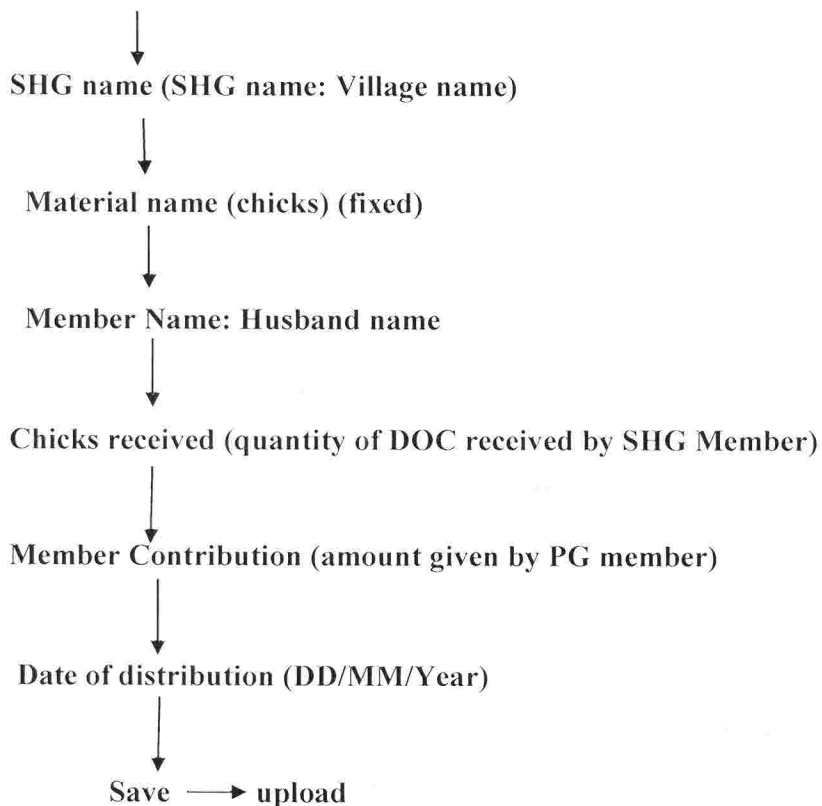 SHG name (SHG name: Village name)
Material name (chicks) (fixed)
Member Name: Husband name
Chicks received (quantity of DOC received by SHG Member)
Member Contribution (amount given by PG member)
Date of distribution (DD/MM/Year)
Save → upload